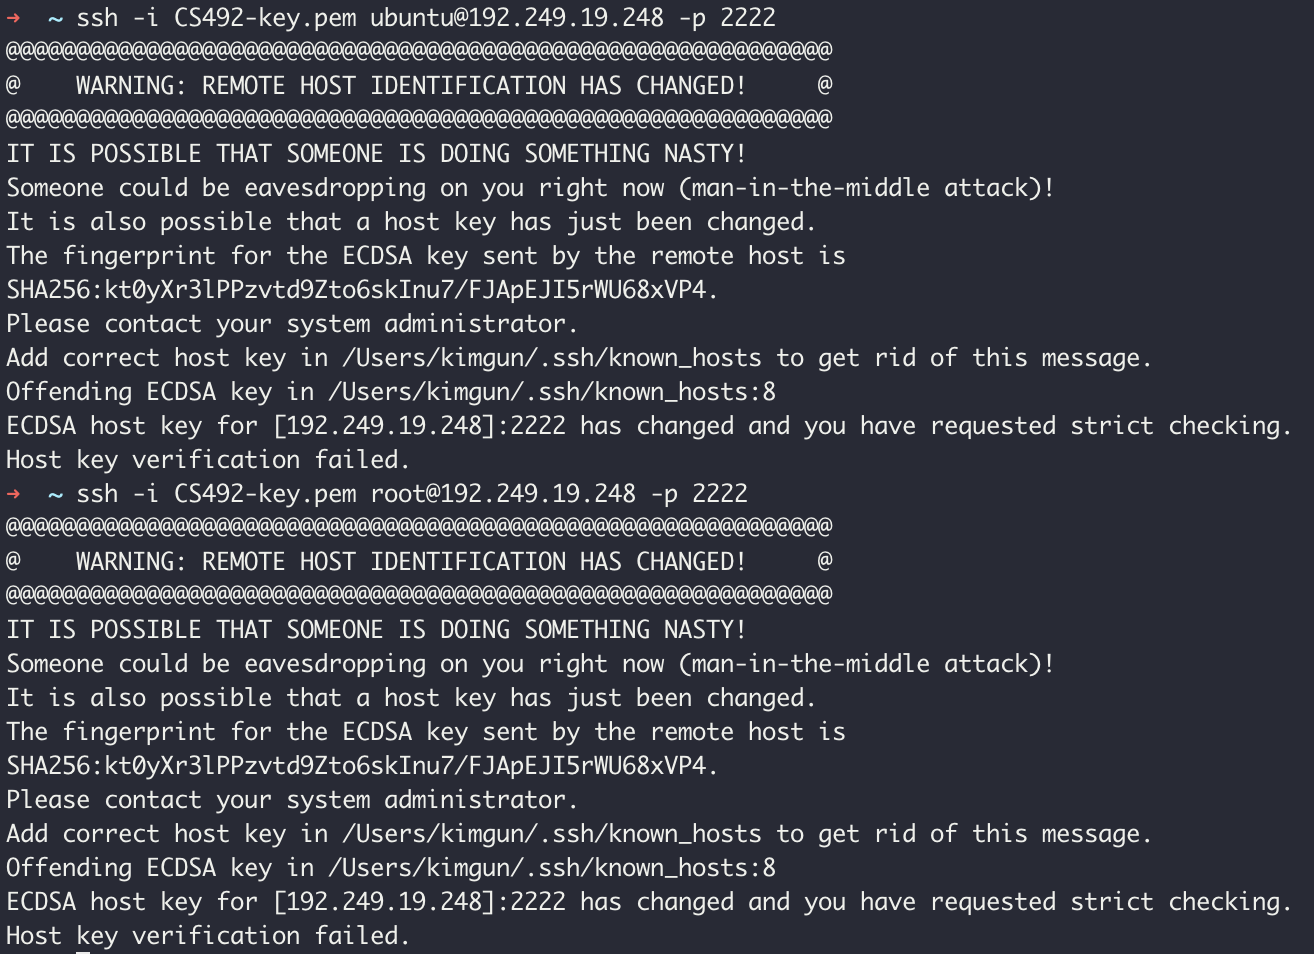 → ~ ssh -i CS492-key.pem ubuntu@192.249.19.248 -p 2222
@@@@@@@@@@@@@@@@@@@@@@@@@@@@@@@@@@@@@@@@@@@@@@@@@@@@@@@@@@@
@    WARNING: REMOTE HOST IDENTIFICATION HAS CHANGED!     @
@@@@@@@@@@@@@@@@@@@@@@@@@@@@@@@@@@@@@@@@@@@@@@@@@@@@@@@@@@@
IT IS POSSIBLE THAT SOMEONE IS DOING SOMETHING NASTY!
Someone could be eavesdropping on you right now (man-in-the-middle attack)!
It is also possible that a host key has just been changed.
The fingerprint for the ECDSA key sent by the remote host is
SHA256:kt0yXr3lPPzvtd9Zto6skInu7/FJApEJI5rWU68xVP4.
Please contact your system administrator.
Add correct host key in /Users/kimgun/.ssh/known_hosts to get rid of this message.
Offending ECDSA key in /Users/kimgun/.ssh/known_hosts:8
ECDSA host key for [192.249.19.248]:2222 has changed and you have requested strict checking.
Host key verification failed.
→ ~ ssh -i CS492-key.pem root@192.249.19.248 -p 2222
@@@@@@@@@@@@@@@@@@@@@@@@@@@@@@@@@@@@@@@@@@@@@@@@@@@@@@@@@@@
@    WARNING: REMOTE HOST IDENTIFICATION HAS CHANGED!     @
@@@@@@@@@@@@@@@@@@@@@@@@@@@@@@@@@@@@@@@@@@@@@@@@@@@@@@@@@@@
IT IS POSSIBLE THAT SOMEONE IS DOING SOMETHING NASTY!
Someone could be eavesdropping on you right now (man-in-the-middle attack)!
It is also possible that a host key has just been changed.
The fingerprint for the ECDSA key sent by the remote host is
SHA256:kt0yXr3lPPzvtd9Zto6skInu7/FJApEJI5rWU68xVP4.
Please contact your system administrator.
Add correct host key in /Users/kimgun/.ssh/known_hosts to get rid of this message.
Offending ECDSA key in /Users/kimgun/.ssh/known_hosts:8
ECDSA host key for [192.249.19.248]:2222 has changed and you have requested strict checking.
Host key verification failed.